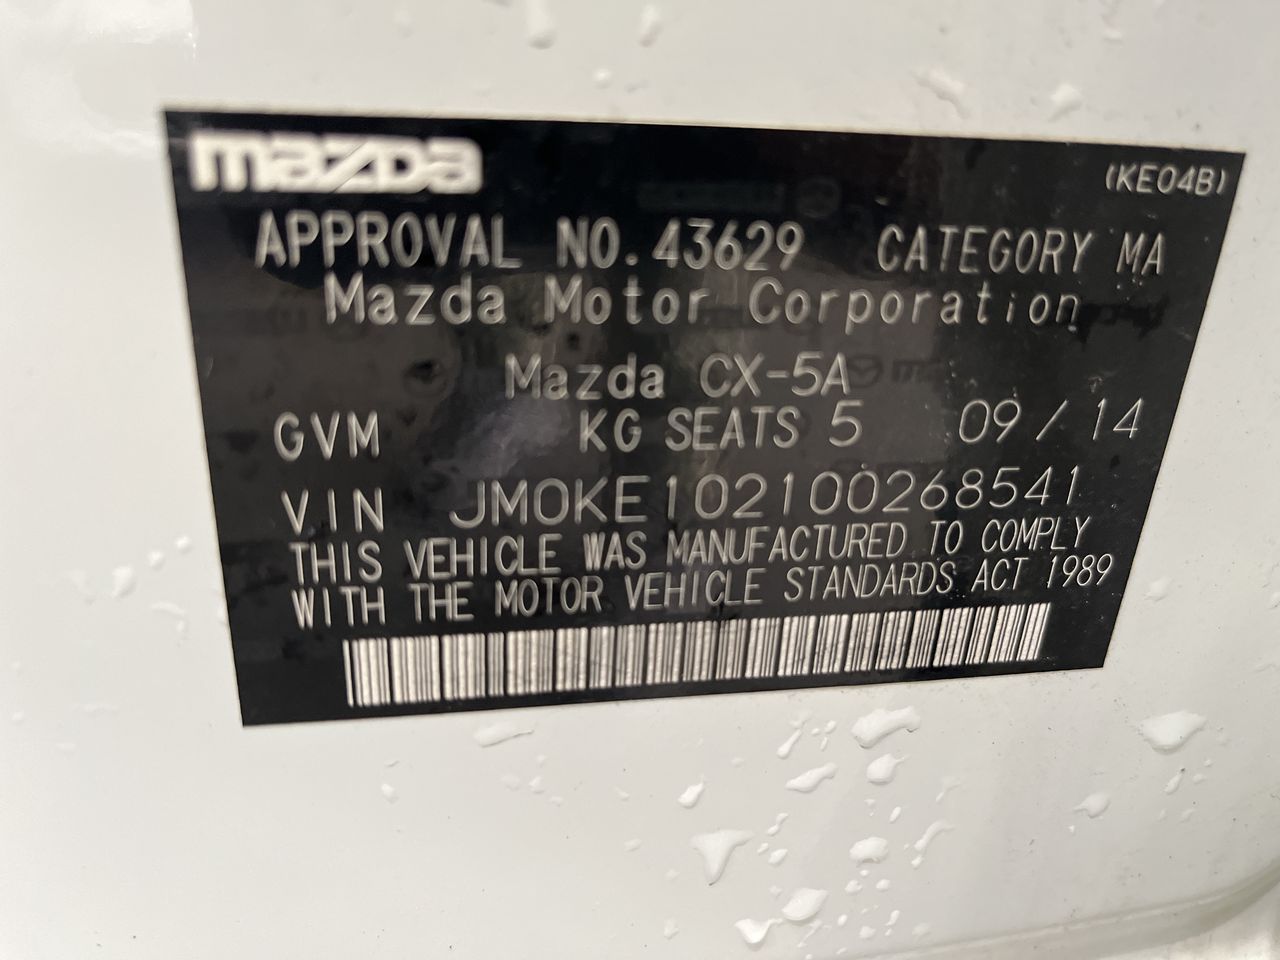 mazda
(KE04B)
APPROVAL NO. 43629 CATEGORY MA
Mazda Motor Corporation
Mazda CX-5A
GVM KG SEATS 5 09 / 14
VIN JM0KE102100268541
THIS VEHICLE WAS MANUFACTURED TO COMPLY
WITH THE MOTOR VEHICLE STANDARDS ACT 1989